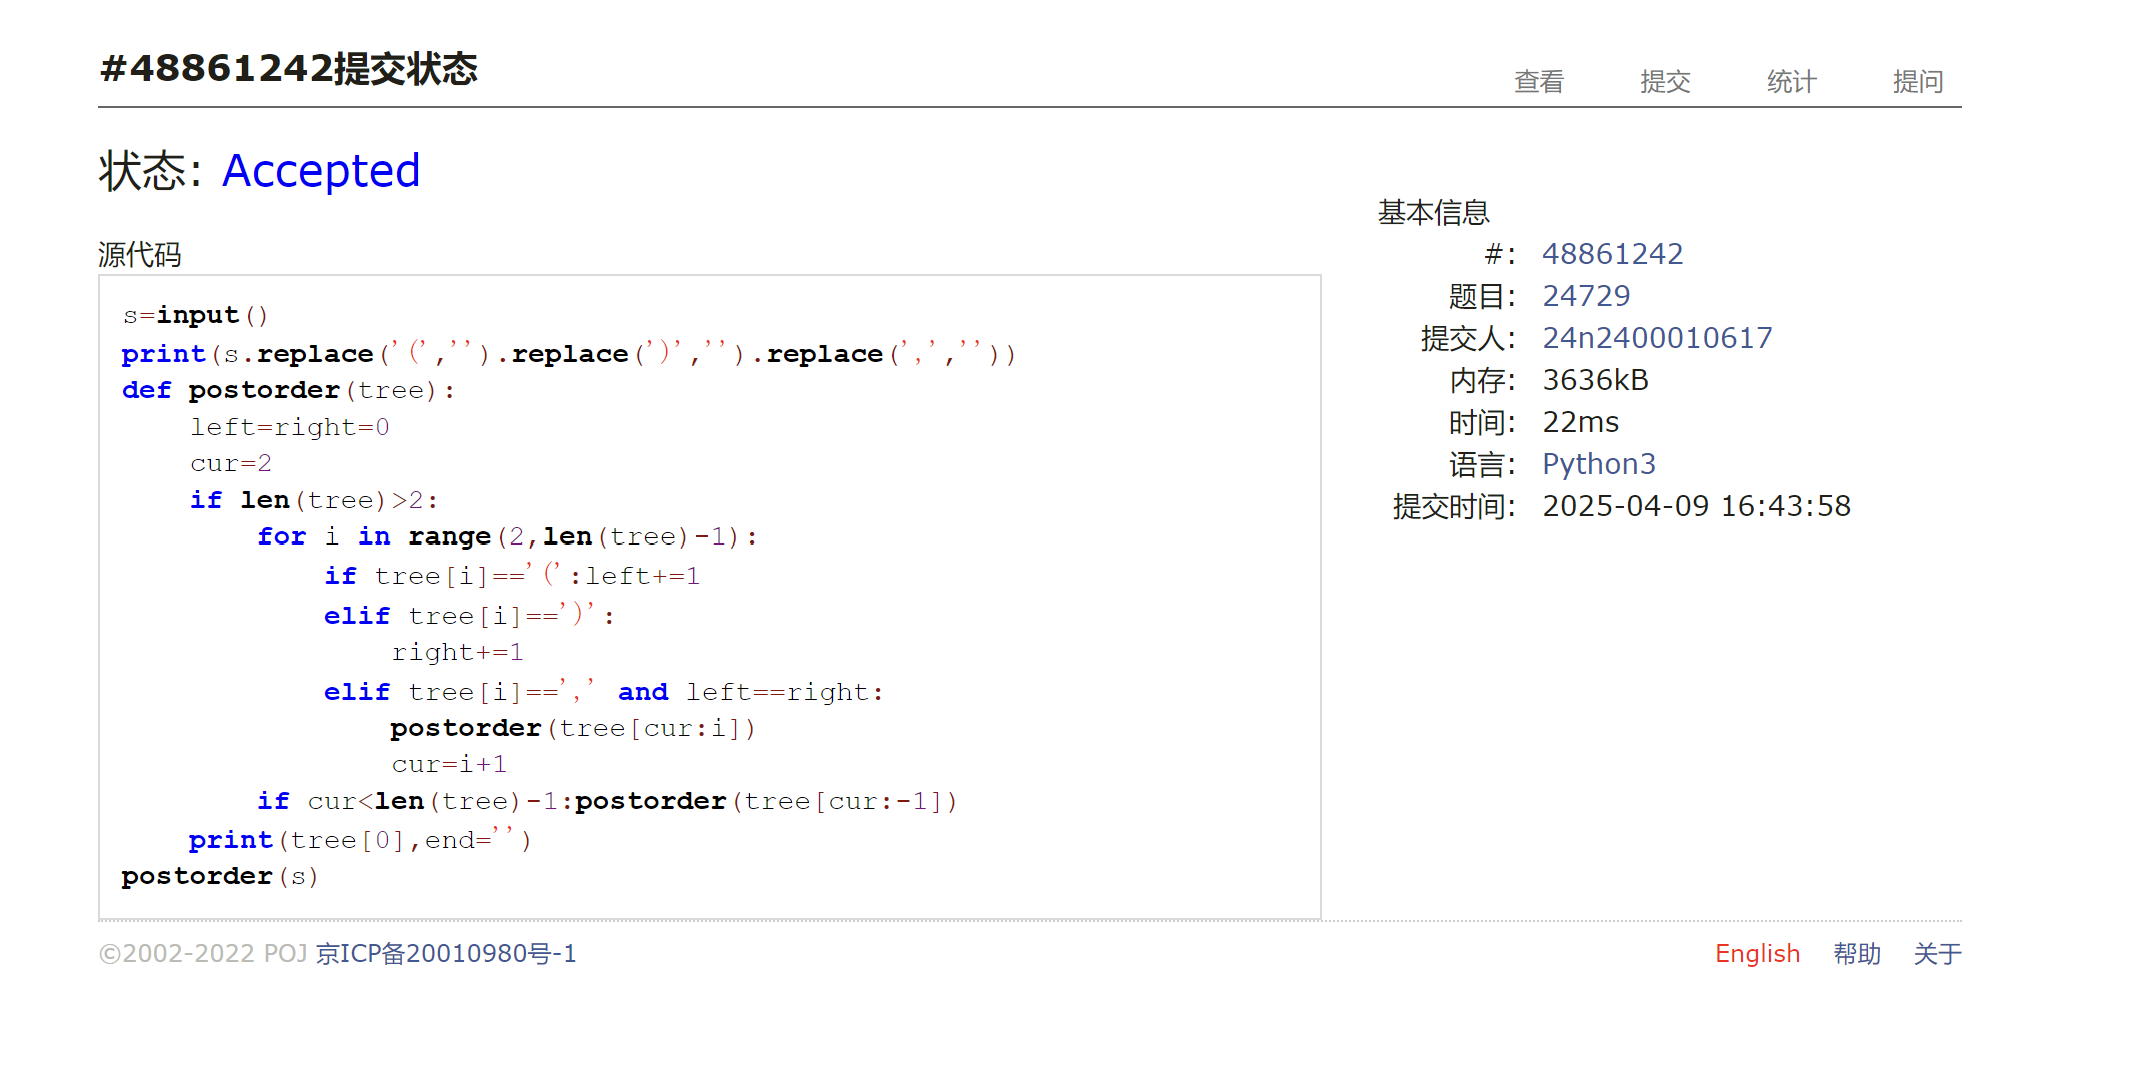 #48861242提交状态
查看 提交 统计 提问
状态: Accepted
源代码
s=input()
print(s.replace('(','').replace(')','').replace(',',''))
def postorder(tree):
    left=right=0
    cur=2
    if len(tree)>2:
        for i in range(2,len(tree)-1):
            if tree[i]=='(':left+=1
            elif tree[i]==')':
                right+=1
            elif tree[i]==',' and left==right:
                postorder(tree[cur:i])
                cur=i+1
        if cur<len(tree)-1:postorder(tree[cur:-1])
    print(tree[0],end='')
postorder(s)
基本信息
#: 48861242
题目: 24729
提交人: 24n2400010617
内存: 3636kB
时间: 22ms
语言: Python3
提交时间: 2025-04-09 16:43:58
©2002-2022 POJ 京ICP备20010980号-1
English 帮助 关于